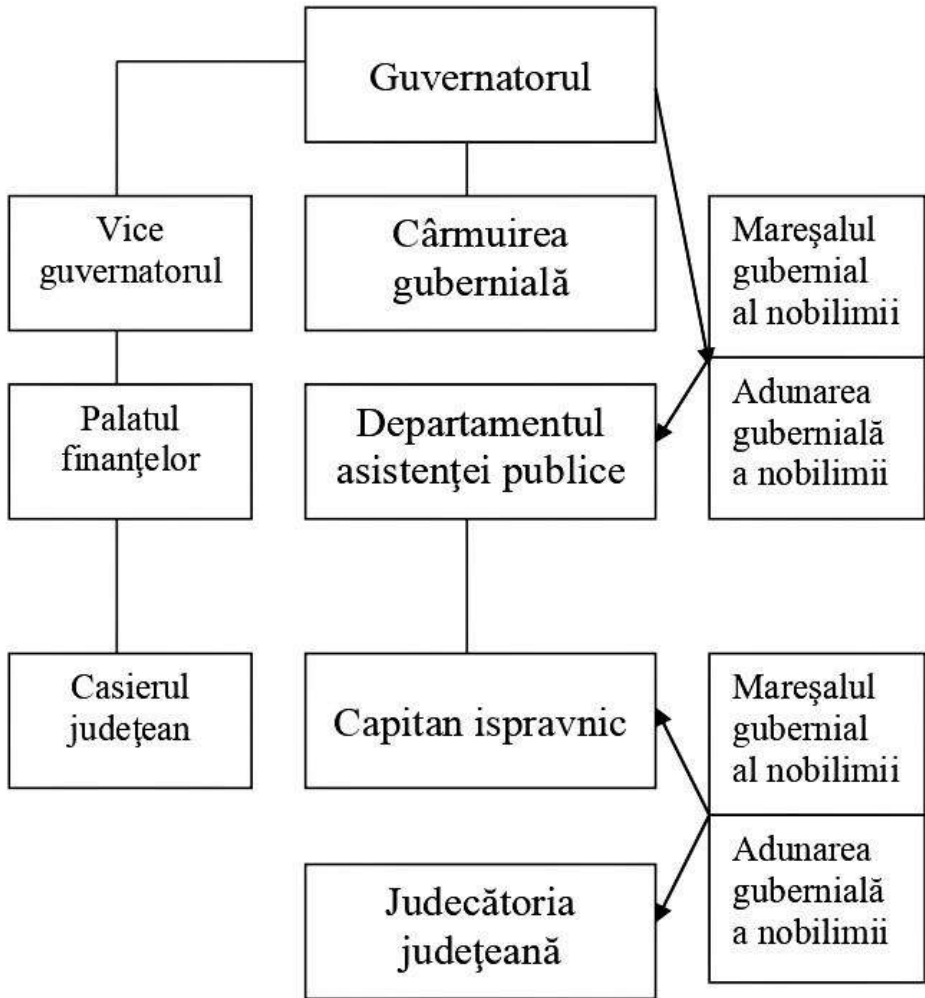 Guvernatorul
Vice
guvernatorul
Cârmuirea
gubernială
Mareşalul
gubernial
al nobilimii
Palatul
finanţelor
Departamentul
asistenţei publice
Adunarea
gubernială
a nobilimii
Casierul
judeţean
Capitan ispravnic
Mareşalul
gubernial
al nobilimii
Judecătoria
judeţeană
Adunarea
gubernială
a nobilimii